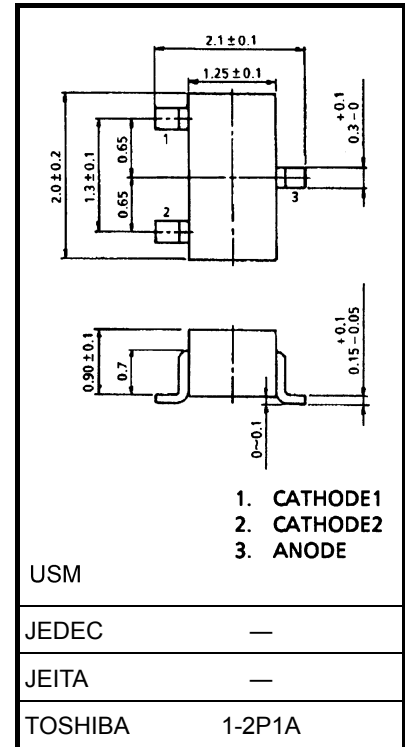 2.1±0.1
1.25±0.1
+0.1
0.3-0
2.0±0.2
1.3±0.1
0.65
0.65
1
2
3
0.90±0.1
0.7
+0.1
0.15-0.05
0~0.1
1. CATHODE1
2. CATHODE2
3. ANODE
USM
JEDEC —
JEITA —
TOSHIBA 1-2P1A